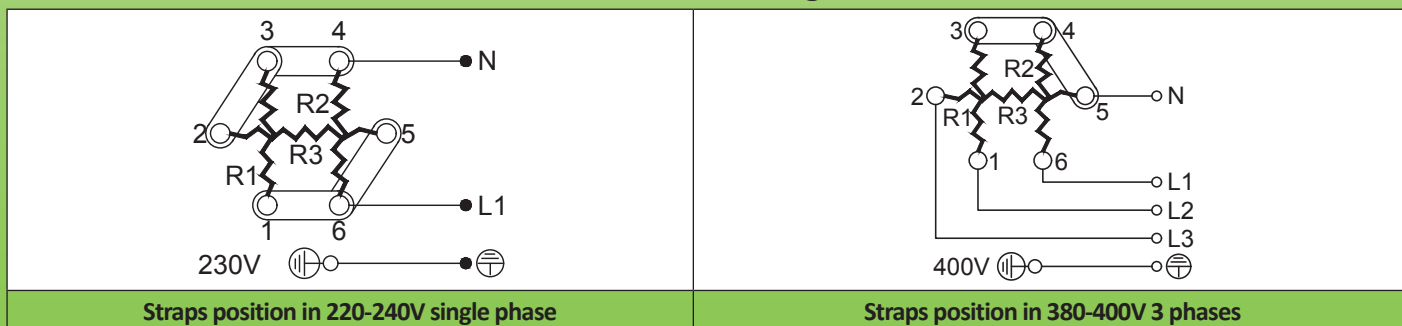 3 4
N
R2
2 5
R3
R1
L1
1 6
230V
Straps position in 220-240V single phase
3 4
R2
2 N
R1 R3 5
1 6
L1
L2
L3
400V
Straps position in 380-400V 3 phases